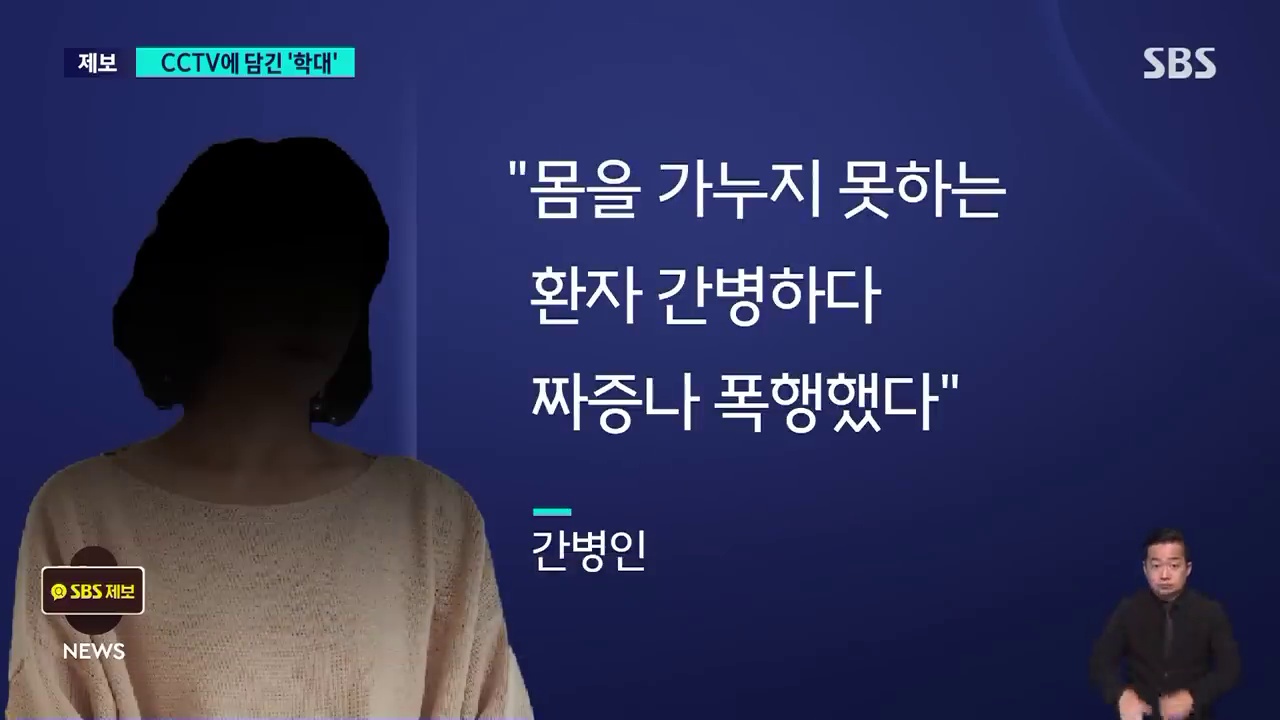 제보 CCTV에 담긴 '학대'
SBS
"몸을 가누지 못하는
환자 간병하다
짜증나 폭행했다"
간병인
SBS 제보
NEWS